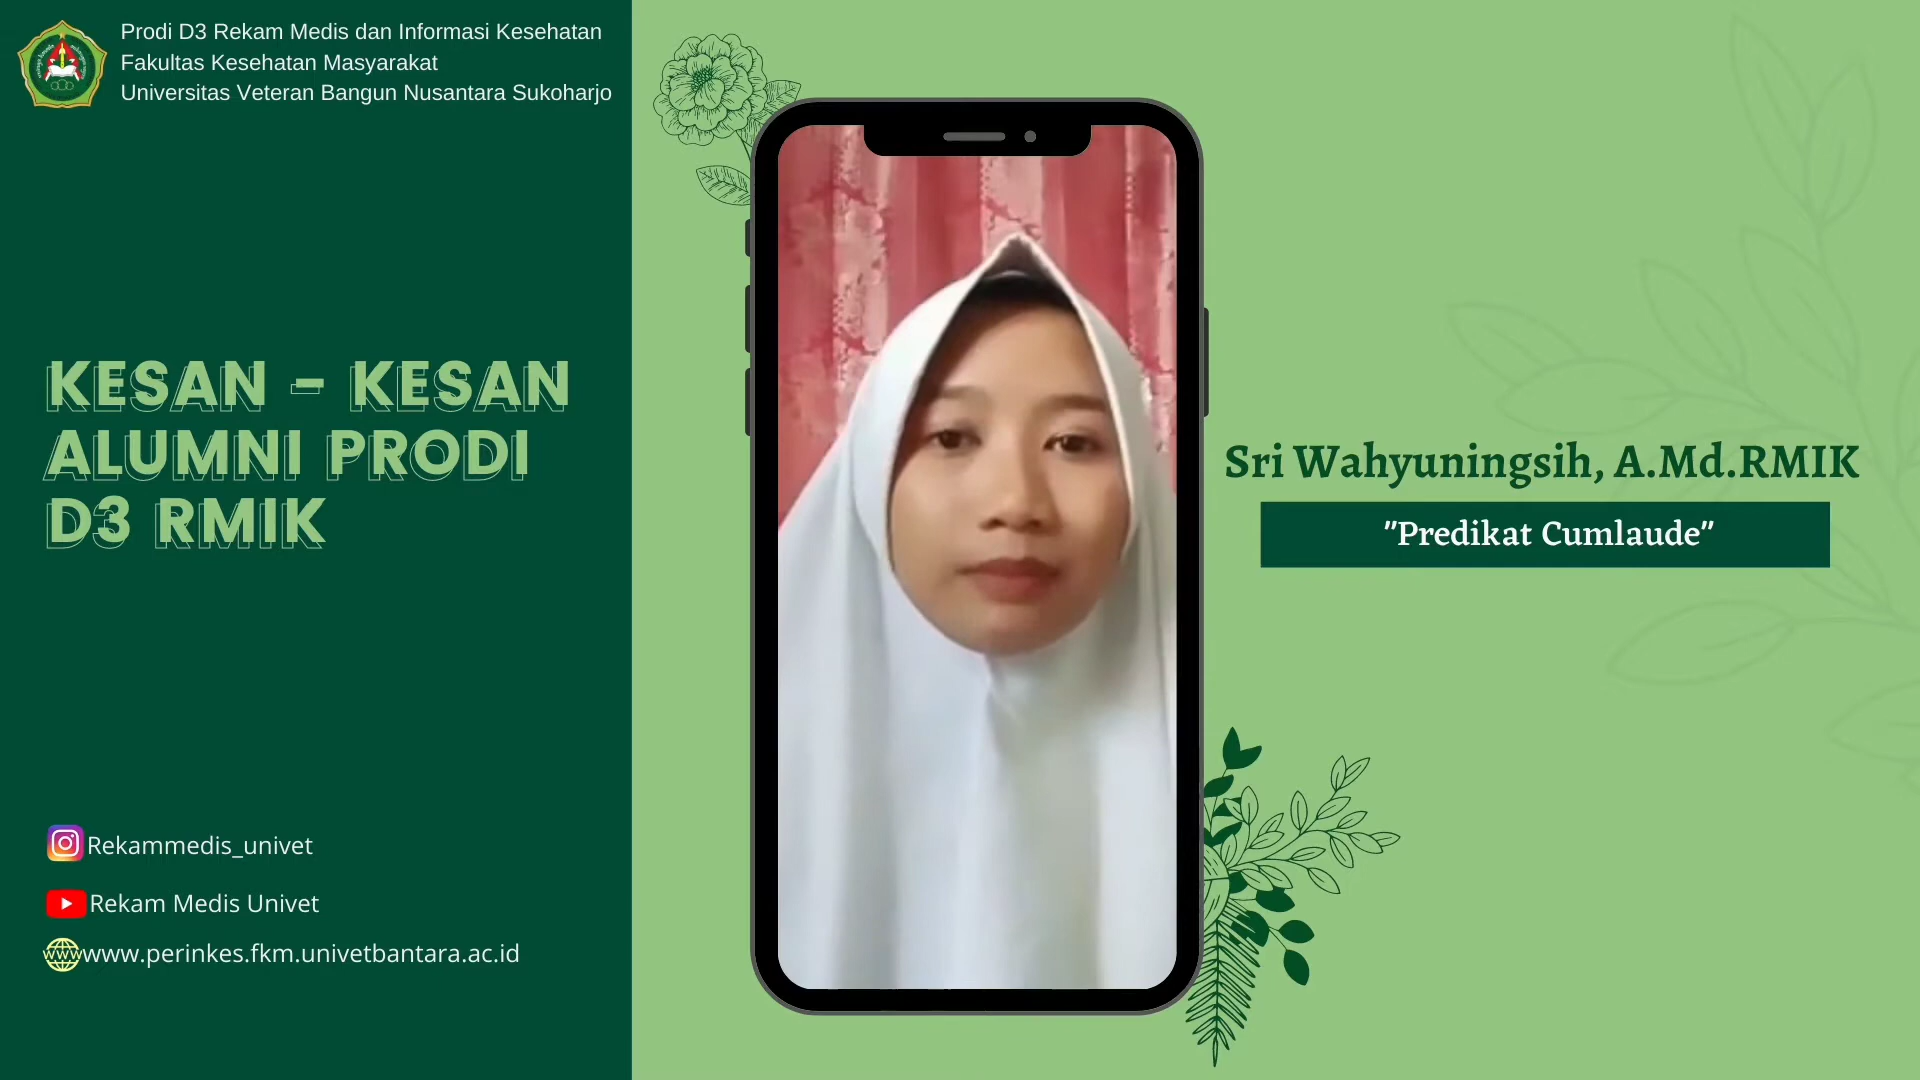 Prodi D3 Rekam Medis dan Informasi Kesehatan
Fakultas Kesehatan Masyarakat
Universitas Veteran Bangun Nusantara Sukoharjo
KESAN - KESAN
ALUMNI PRODI
D3 RMIK
Sri Wahyuningsih, A.Md.RMIK
"Predikat Cumlaude"
Rekammedis_univet
Rekam Medis Univet
www
www.perinkes.fkm.univetbantara.ac.id